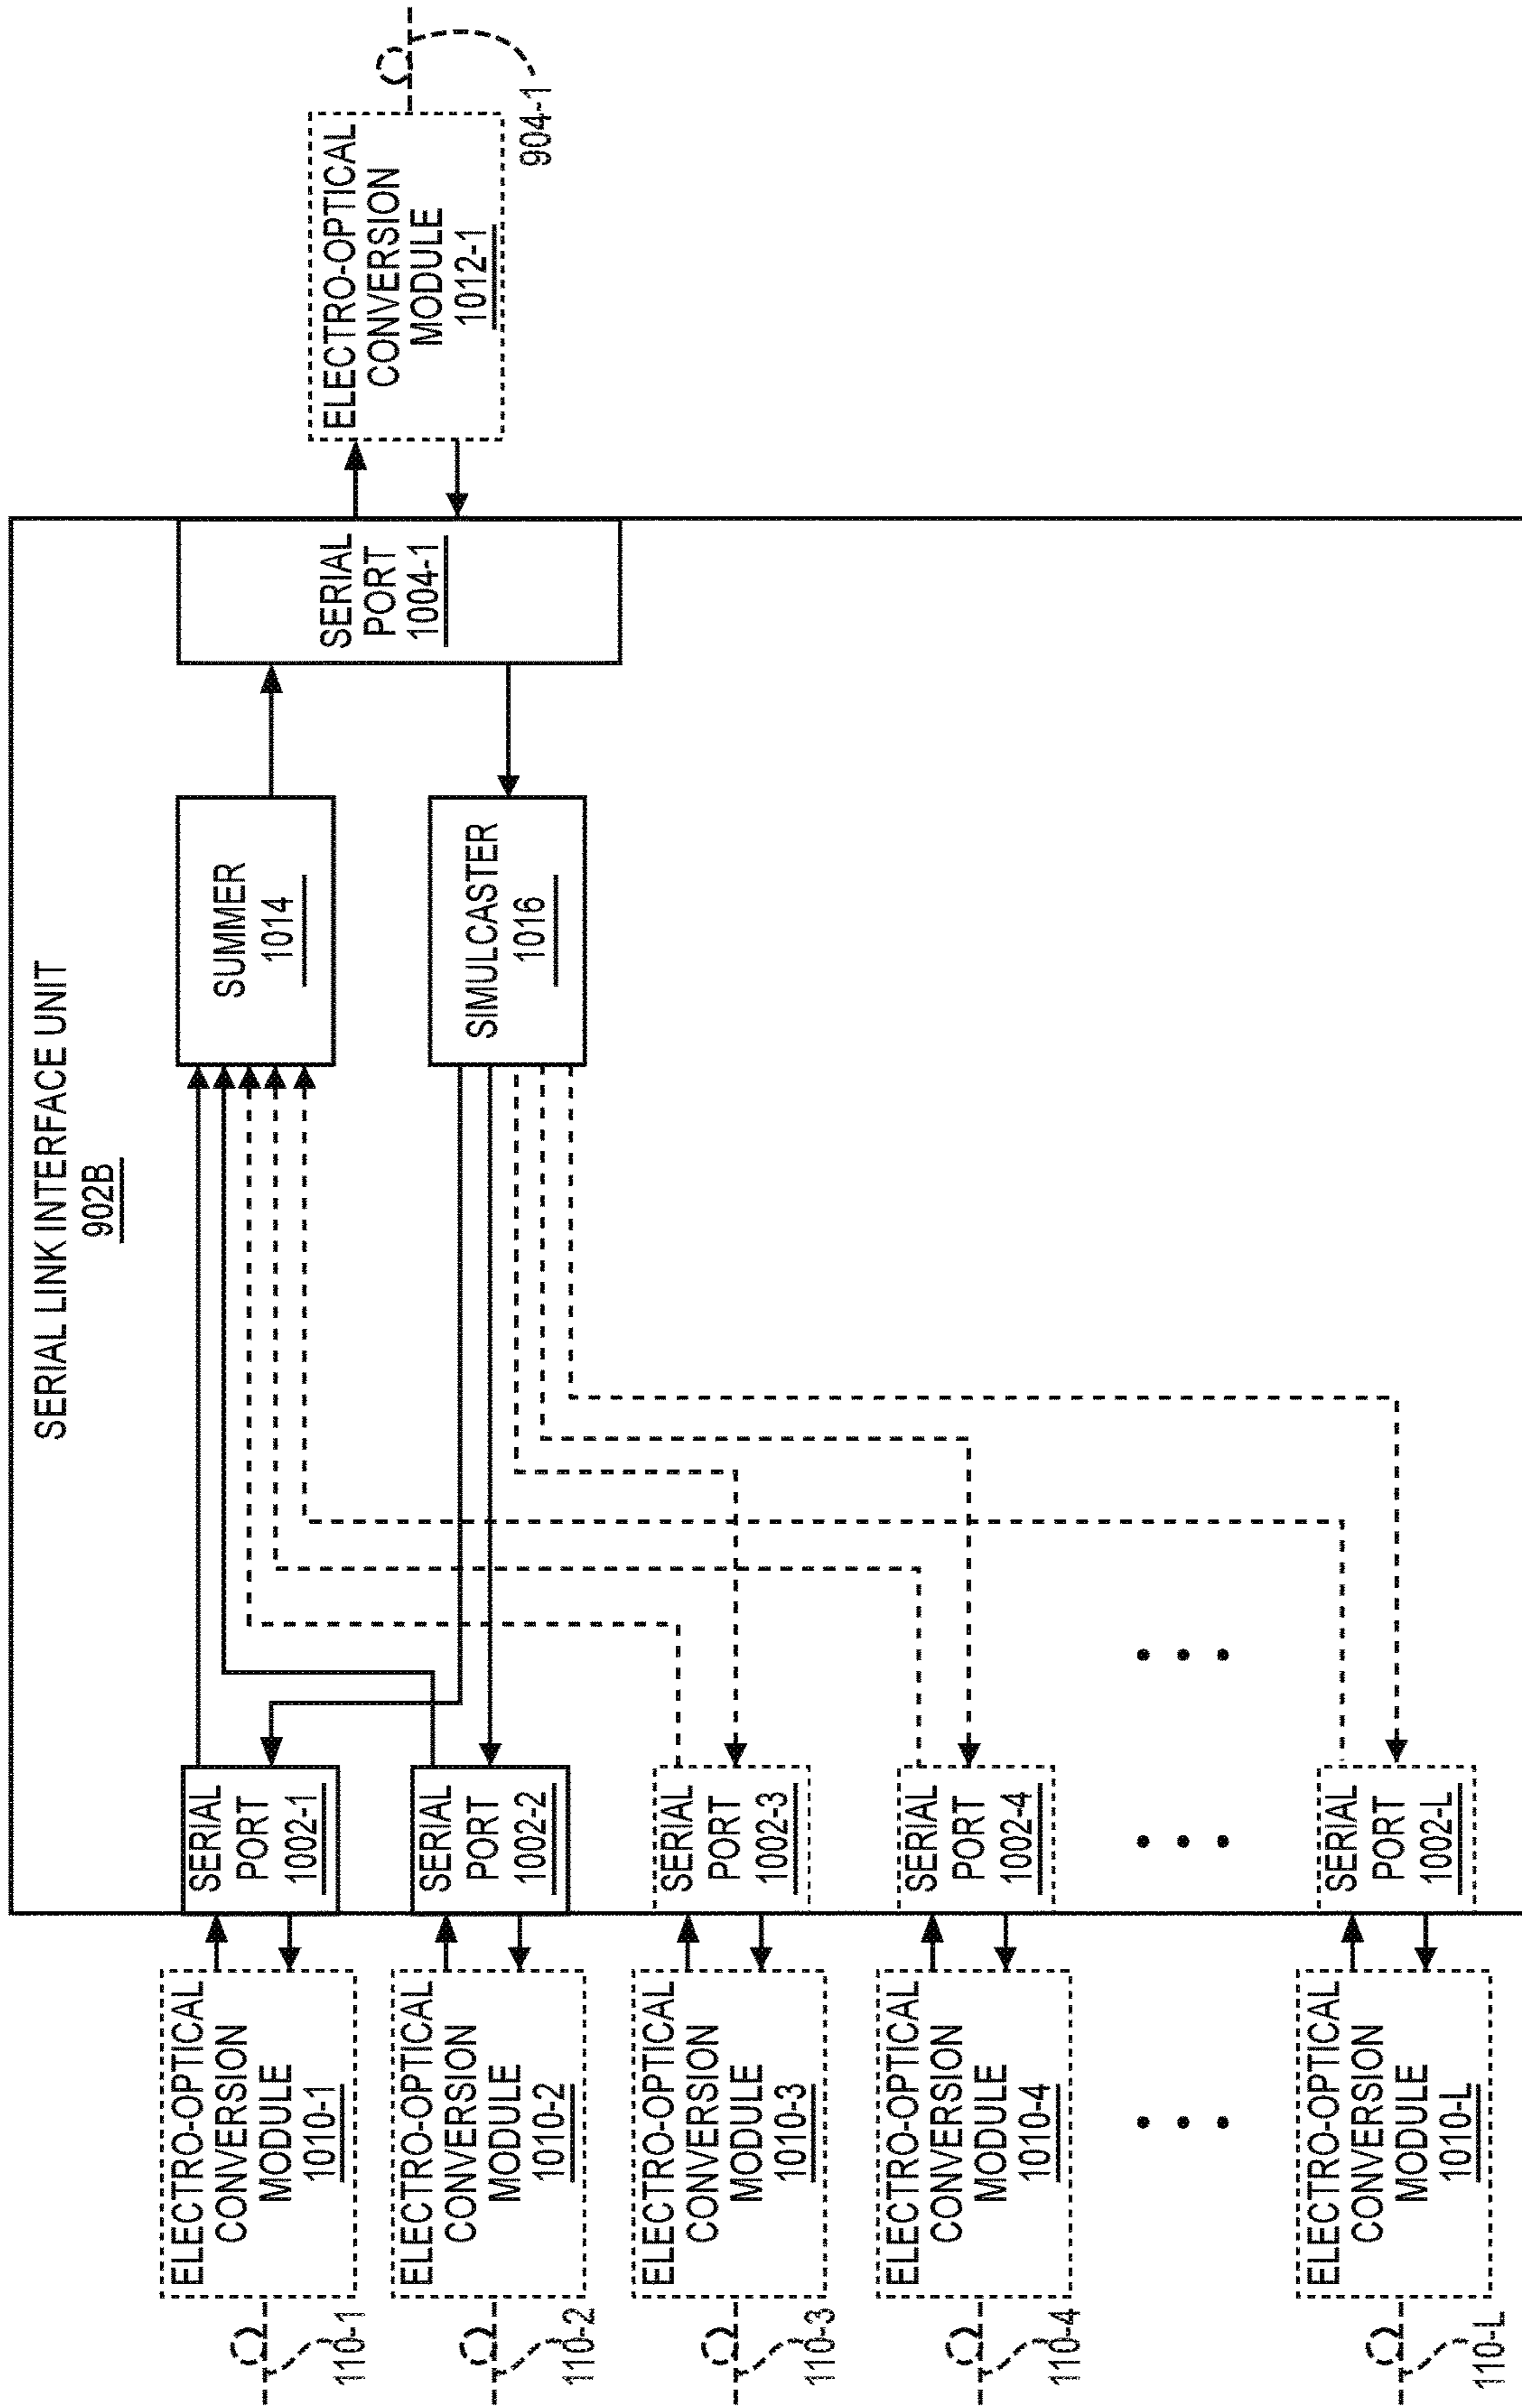 SERIAL LINK INTERFACE UNIT
902B
ELECTRO-OPTICAL
CONVERSION
MODULE
1010-1
110-1
SERIAL
PORT
1002-1
SUMMER
1014
SERIAL
PORT
1004-1
ELECTRO-OPTICAL
CONVERSION
MODULE
1012-1
904-1
ELECTRO-OPTICAL
CONVERSION
MODULE
1010-2
110-2
SERIAL
PORT
1002-2
SIMULCASTER
1016
ELECTRO-OPTICAL
CONVERSION
MODULE
1010-3
110-3
SERIAL
PORT
1002-3
ELECTRO-OPTICAL
CONVERSION
MODULE
1010-4
110-4
SERIAL
PORT
1002-4
ELECTRO-OPTICAL
CONVERSION
MODULE
1010-L
110-L
SERIAL
PORT
1002-L